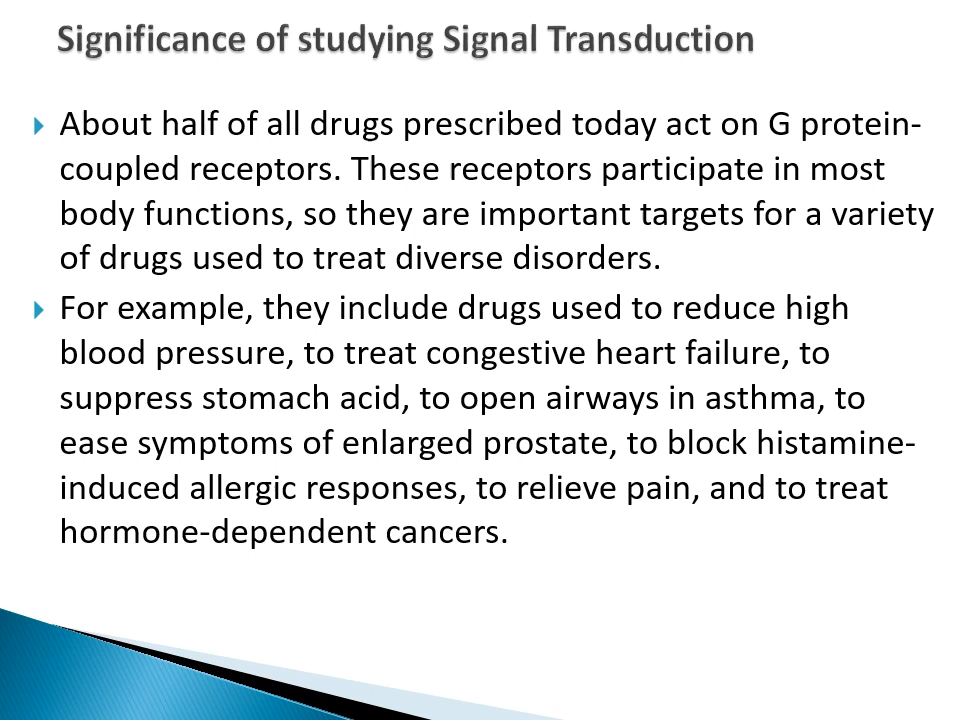 Significance of studying Signal Transduction
About half of all drugs prescribed today act on G protein-
coupled receptors. These receptors participate in most
body functions, so they are important targets for a variety
of drugs used to treat diverse disorders.
For example, they include drugs used to reduce high
blood pressure, to treat congestive heart failure, to
suppress stomach acid, to open airways in asthma, to
ease symptoms of enlarged prostate, to block histamine-
induced allergic responses, to relieve pain, and to treat
hormone-dependent cancers.